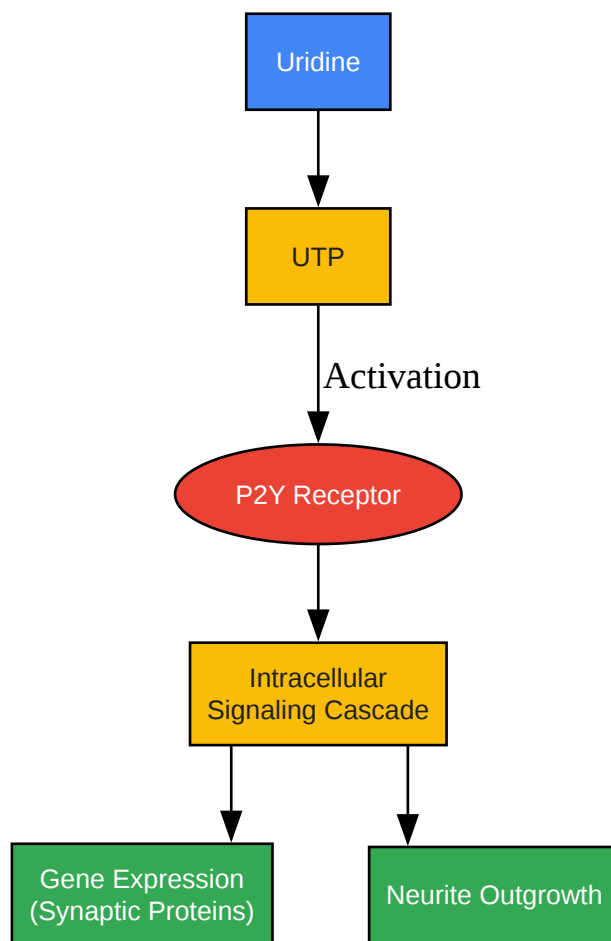 Uridine
UTP
Activation
P2Y Receptor
Intracellular
Signaling Cascade
Gene Expression
(Synaptic Proteins)
Neurite Outgrowth